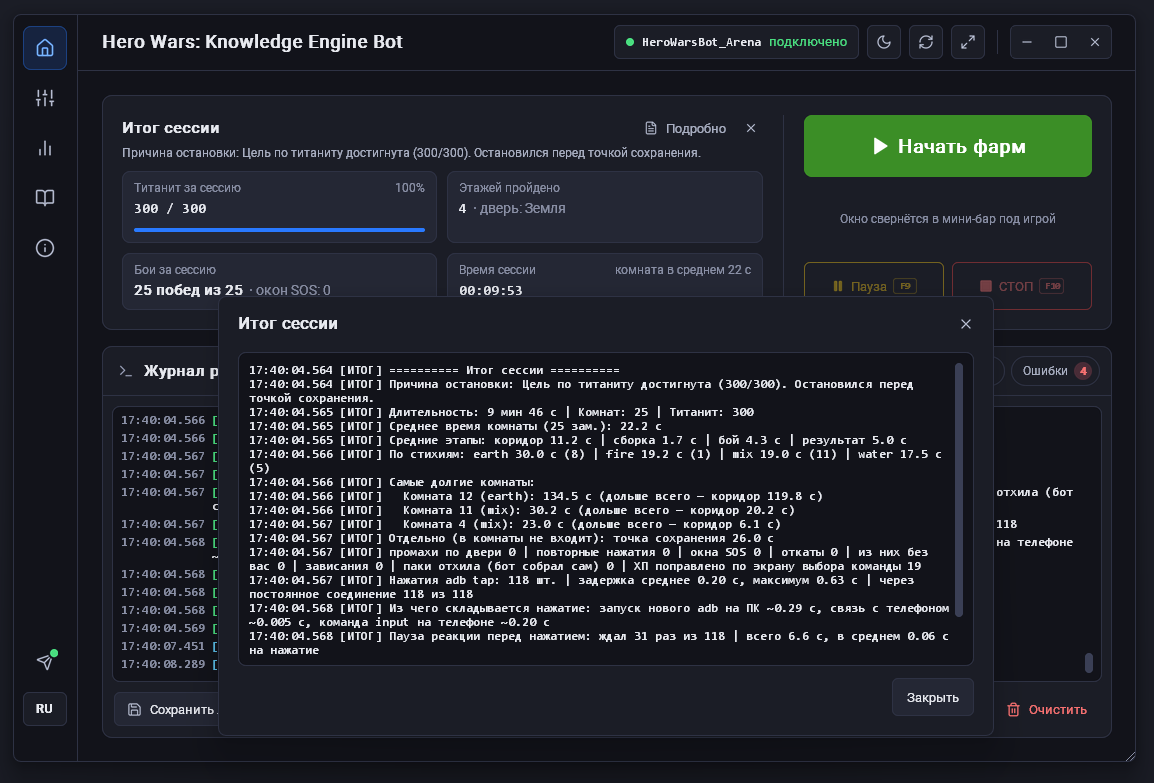 Hero Wars: Knowledge Engine Bot
HeroWarsBot_Arena подключено
Итог сессии
Подробно
Причина остановки: Цель по титаниту достигнута (300/300). Остановился перед точкой сохранения.
Титанит за сессию 100%
300 / 300
Этажей пройдено
4 · дверь: Земля
Бои за сессию
25 побед из 25 · окон SOS: 0
Время сессии комната в среднем 22 с
00:09:53
Начать фарм
Окно свернётся в мини-бар под игрой
Пауза F9
СТОП F10
Журнал р
Ошибки 4
17:40:04.566 [
17:40:04.566 [
17:40:04.567 [
17:40:04.567 [
17:40:04.567 [
отхила (бот
с
17:40:04.567 [
118
17:40:04.568 [
на телефоне
~
17:40:04.568 [
17:40:04.568 [
17:40:04.568 [
17:40:04.569 [
17:40:07.451 [
17:40:08.289 [
Сохранить
Очистить
RU
Итог сессии
17:40:04.564 [ИТОГ] ========== Итог сессии ==========
17:40:04.564 [ИТОГ] Причина остановки: Цель по титаниту достигнута (300/300). Остановился перед
точкой сохранения.
17:40:04.565 [ИТОГ] Длительность: 9 мин 46 с | Комнат: 25 | Титанит: 300
17:40:04.565 [ИТОГ] Среднее время комнаты (25 зам.): 22.2 с
17:40:04.565 [ИТОГ] Средние этапы: коридор 11.2 с | сборка 1.7 с | бой 4.3 с | результат 5.0 с
17:40:04.566 [ИТОГ] По стихиям: earth 30.0 с (8) | fire 19.2 с (1) | mix 19.0 с (11) | water 17.5 с
(5)
17:40:04.566 [ИТОГ] Самые долгие комнаты:
17:40:04.566 [ИТОГ] Комната 12 (earth): 134.5 с (дольше всего — коридор 119.8 с)
17:40:04.566 [ИТОГ] Комната 11 (mix): 30.2 с (дольше всего — коридор 20.2 с)
17:40:04.567 [ИТОГ] Комната 4 (mix): 23.0 с (дольше всего — коридор 6.1 с)
17:40:04.567 [ИТОГ] Отдельно (в комнаты не входит): точка сохранения 26.0 с
17:40:04.567 [ИТОГ] промахи по двери 0 | повторные нажатия 0 | окна SOS 0 | откаты 0 | из них без
вас 0 | зависания 0 | паки отхила (бот собрал сам) 0 | ХП поправлено по экрану выбора команды 19
17:40:04.567 [ИТОГ] Нажатия adb tap: 118 шт. | задержка среднее 0.20 с, максимум 0.63 с | через
постоянное соединение 118 из 118
17:40:04.568 [ИТОГ] Из чего складывается нажатие: запуск нового adb на ПК ~0.29 с, связь с телефоном
~0.005 с, команда input на телефоне ~0.20 с
17:40:04.568 [ИТОГ] Пауза реакции перед нажатием: ждал 31 раз из 118 | всего 6.6 с, в среднем 0.06 с
на нажатие
Закрыть